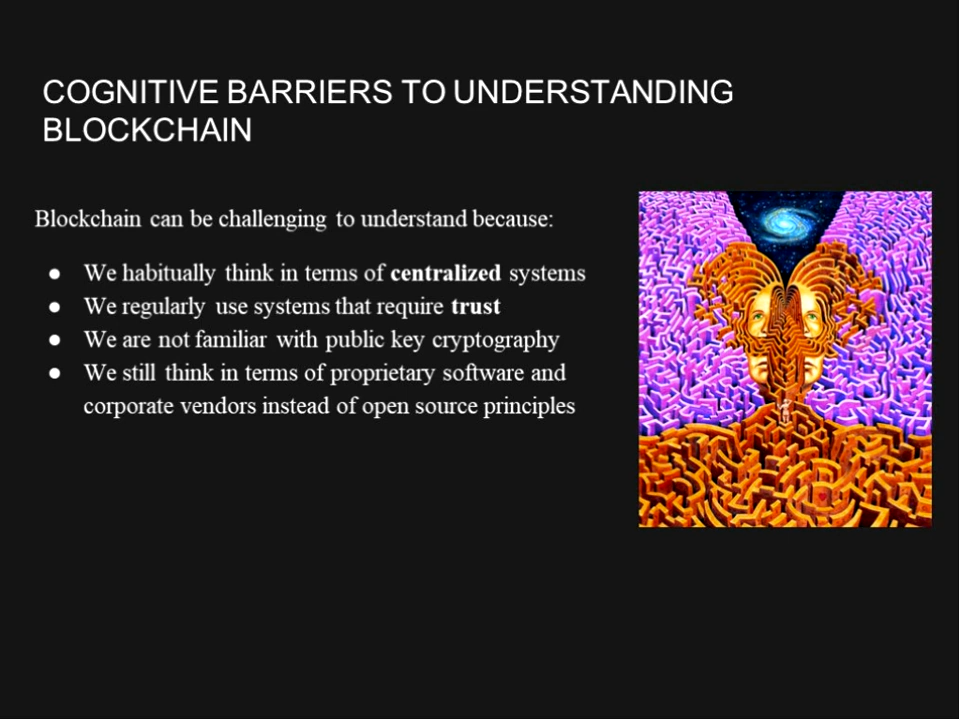 COGNITIVE BARRIERS TO UNDERSTANDING
BLOCKCHAIN
Blockchain can be challenging to understand because:
● We habitually think in terms of centralized systems
● We regularly use systems that require trust
● We are not familiar with public key cryptography
● We still think in terms of proprietary software and
corporate vendors instead of open source principles